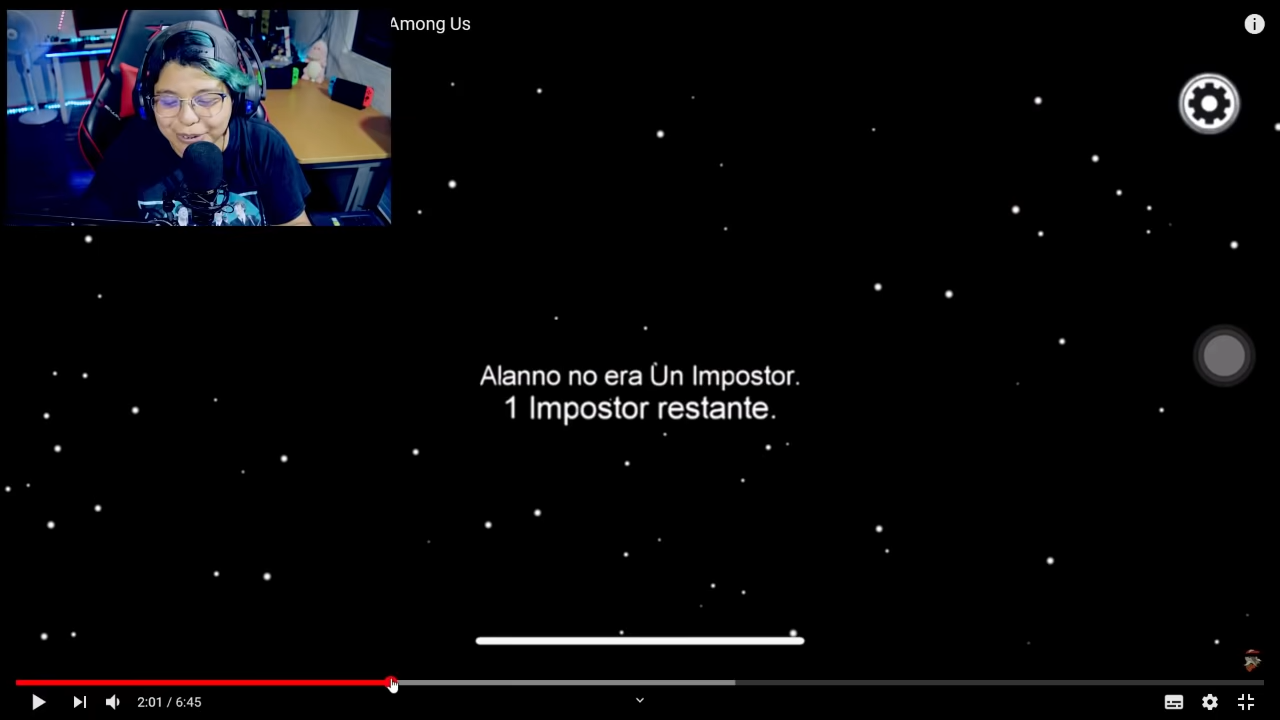 Among Us
Alanno no era Un Impostor.
1 Impostor restante.
2:01 / 6:45